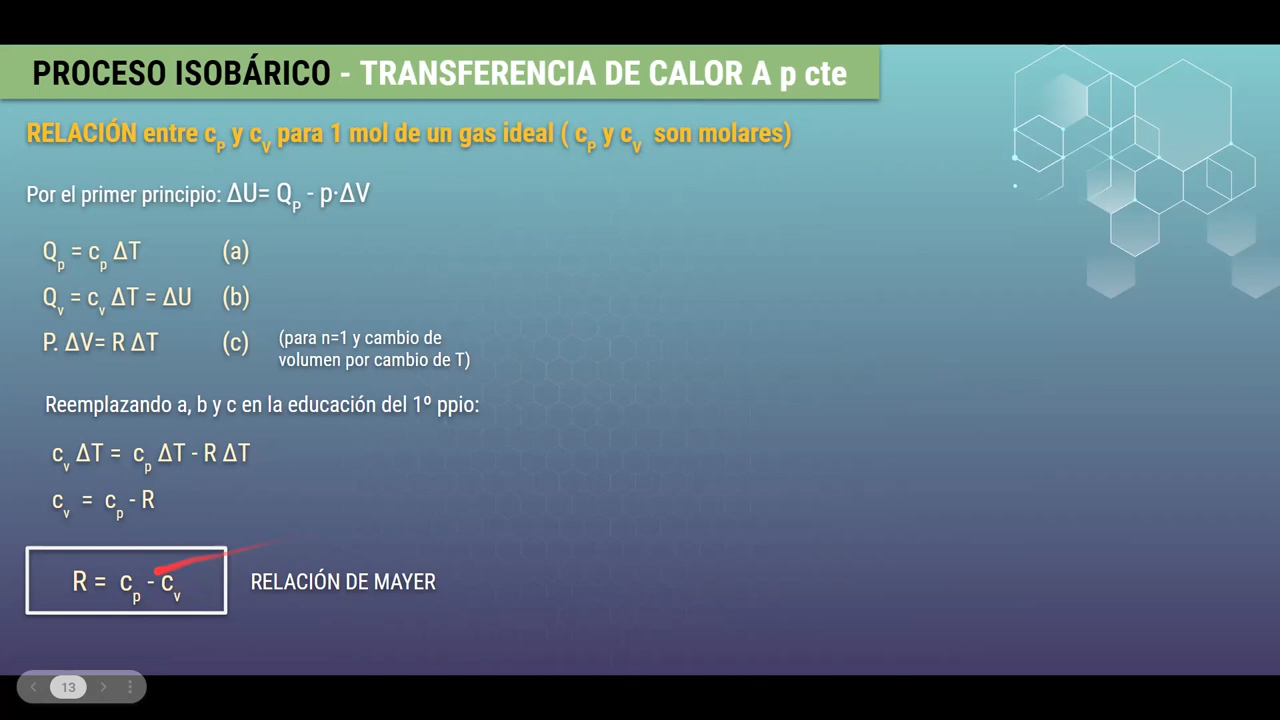 PROCESO ISOBÁRICO - TRANSFERENCIA DE CALOR A p cte
RELACIÓN entre cP y cV para 1 mol de un gas ideal ( cP y cV son molares)
Por el primer principio: ΔU= Qp - p·ΔV
Qp = cp ΔT (a)
Qv = cv ΔT = ΔU (b)
P. ΔV= R ΔT (c) (para n=1 y cambio de
volumen por cambio de T)
Reemplazando a, b y c en la educación del 1º ppio:
cv ΔT = cp ΔT - R ΔT
cv = cp - R
R = cp - cv RELACIÓN DE MAYER
13